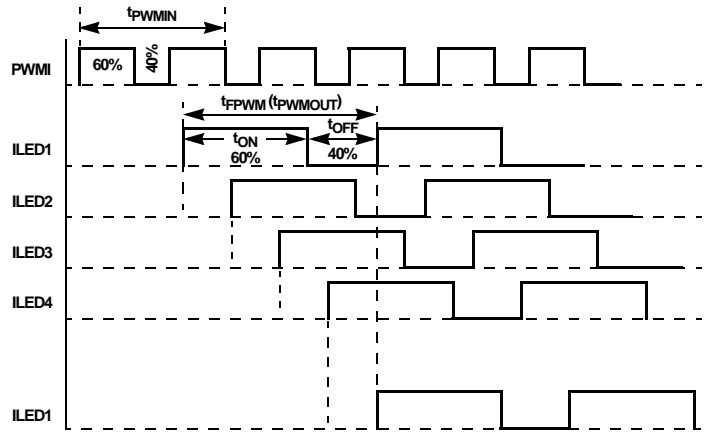 tPWMIN
PWMI
60%
40%
tFPWM (tPWMOUT)
tON
60%
tOFF
40%
ILED1
ILED2
ILED3
ILED4
ILED1